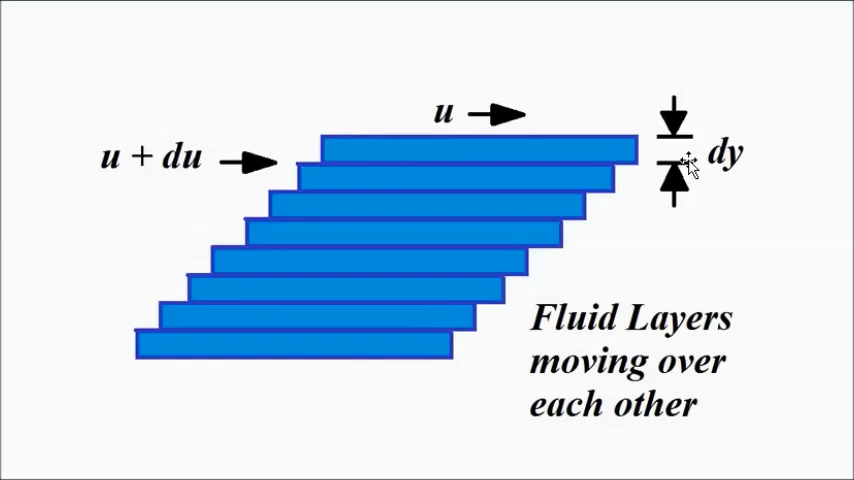 u
u + du
dy
Fluid Layers
moving over
each other